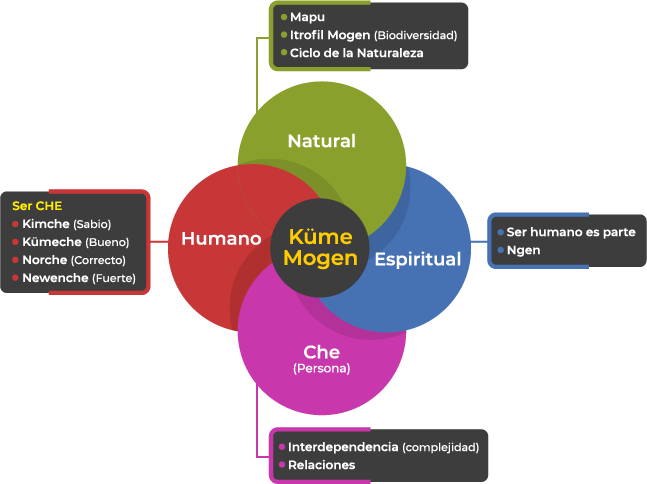 Mapu
Itrofil Mogen (Biodiversidad)
Ciclo de la Naturaleza
Natural
Ser CHE
Kimche (Sabio)
Kümeche (Bueno)
Norche (Correcto)
Newenche (Fuerte)
Humano
Küme
Mogen
Espiritual
Ser humano es parte
Ngen
Che
(Persona)
Interdependencia (complejidad)
Relaciones